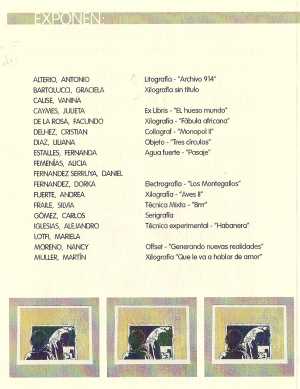 EXPONEN:
ALTERIO, ANTONIO Litografía - "Archivo 914"
BARTOLUCCI, GRACIELA Xilografía sin título
CALISE, VANINA
CAYMES, JULIETA Ex Libris - "El hueso mundo"
DE LA ROSA, FACUNDO Xilografía - "Fábula africana"
DELHEZ, CRISTIAN Collograf - "Monopol II"
DIAZ, LILIANA Objeto - "Tres círculos"
ESTALLES, FERNANDA Agua fuerte - "Pasaje"
FEMENÍAS, ALICIA
FERNANDEZ SERRUYA, DANIEL
FERNANDEZ, DORKA Electrografía - "Los Montegallos"
FUERTE, ANDREA Xilografía - "Aves II"
FRAILE, SILVIA Técnica Mixta - "Brrr"
GÓMEZ, CARLOS Serigrafía
IGLESIAS, ALEJANDRO Técnica experimental - "Habanera"
LOTFI, MARIELA
MORENO, NANCY Offset - "Generando nuevas realidades"
MULLER, MARTÍN Xilografía "Que le va a hablar de amor"